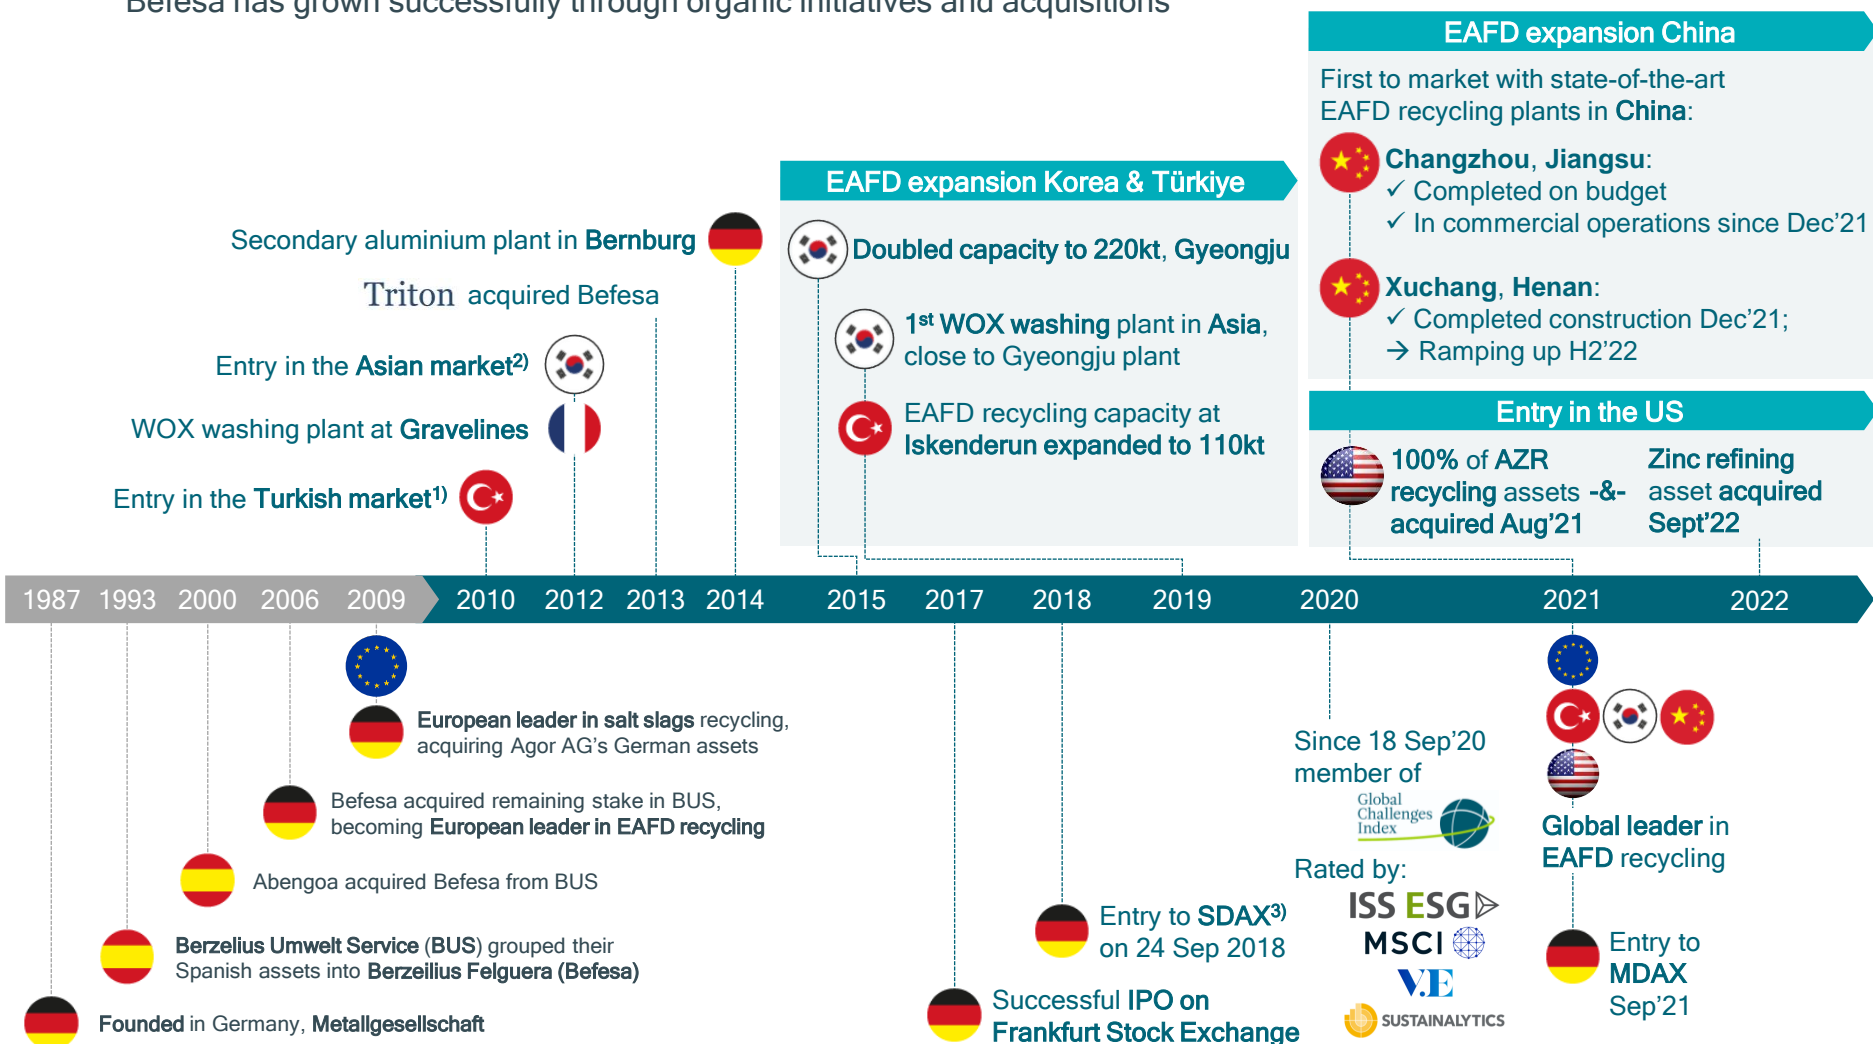 Befesa has grown successfully through organic initiatives and acquisitions
EAFD expansion China
First to market with state-of-the-art
EAFD recycling plants in China:
Changzhou, Jiangsu:
✓ Completed on budget
✓ In commercial operations since Dec'21
Xuchang, Henan:
✓ Completed construction Dec'21;
→ Ramping up H2'22
EAFD expansion Korea & Türkiye
Doubled capacity to 220kt, Gyeongju
1st WOX washing plant in Asia,
close to Gyeongju plant
EAFD recycling capacity at
Iskenderun expanded to 110kt
Entry in the US
100% of AZR
recycling assets -&-
acquired Aug'21
Zinc refining
asset acquired
Sept'22
Secondary aluminium plant in Bernburg
Triton acquired Befesa
Entry in the Asian market2)
WOX washing plant at Gravelines
Entry in the Turkish market1)
1987 1993 2000 2006 2009 2010 2012 2013 2014 2015 2017 2018 2019 2020 2021 2022
European leader in salt slags recycling,
acquiring Agor AG's German assets
Befesa acquired remaining stake in BUS,
becoming European leader in EAFD recycling
Abengoa acquired Befesa from BUS
Berzelius Umwelt Service (BUS) grouped their
Spanish assets into Berzeilius Felguera (Befesa)
Founded in Germany, Metallgesellschaft
Successful IPO on
Frankfurt Stock Exchange
Entry to SDAX3)
on 24 Sep 2018
Since 18 Sep'20
member of
Global
Challenges
Index
Rated by:
ISS ESG
MSCI
V.E
SUSTAINALYTICS
Global leader in
EAFD recycling
Entry to
MDAX
Sep'21